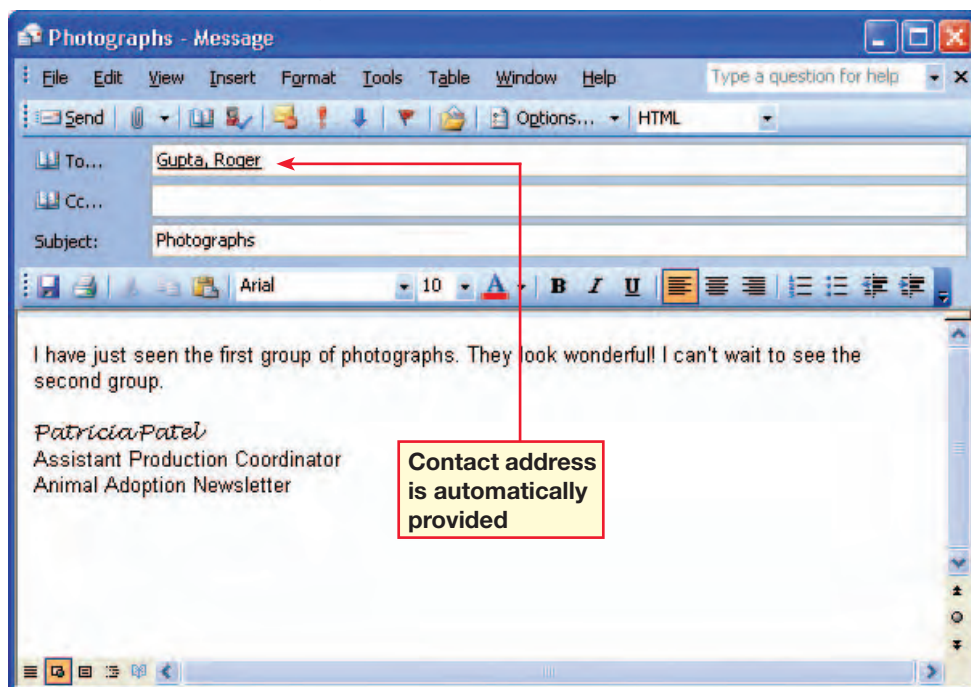 Photographs - Message
File Edit View Insert Format Tools Table Window Help Type a question for help
Send Options... HTML
To... Gupta, Roger
Cc...
Subject: Photographs
Arial 10 A B I U
I have just seen the first group of photographs. They look wonderful! I can't wait to see the
second group.
Patricia Patel
Assistant Production Coordinator
Animal Adoption Newsletter
Contact address
is automatically
provided